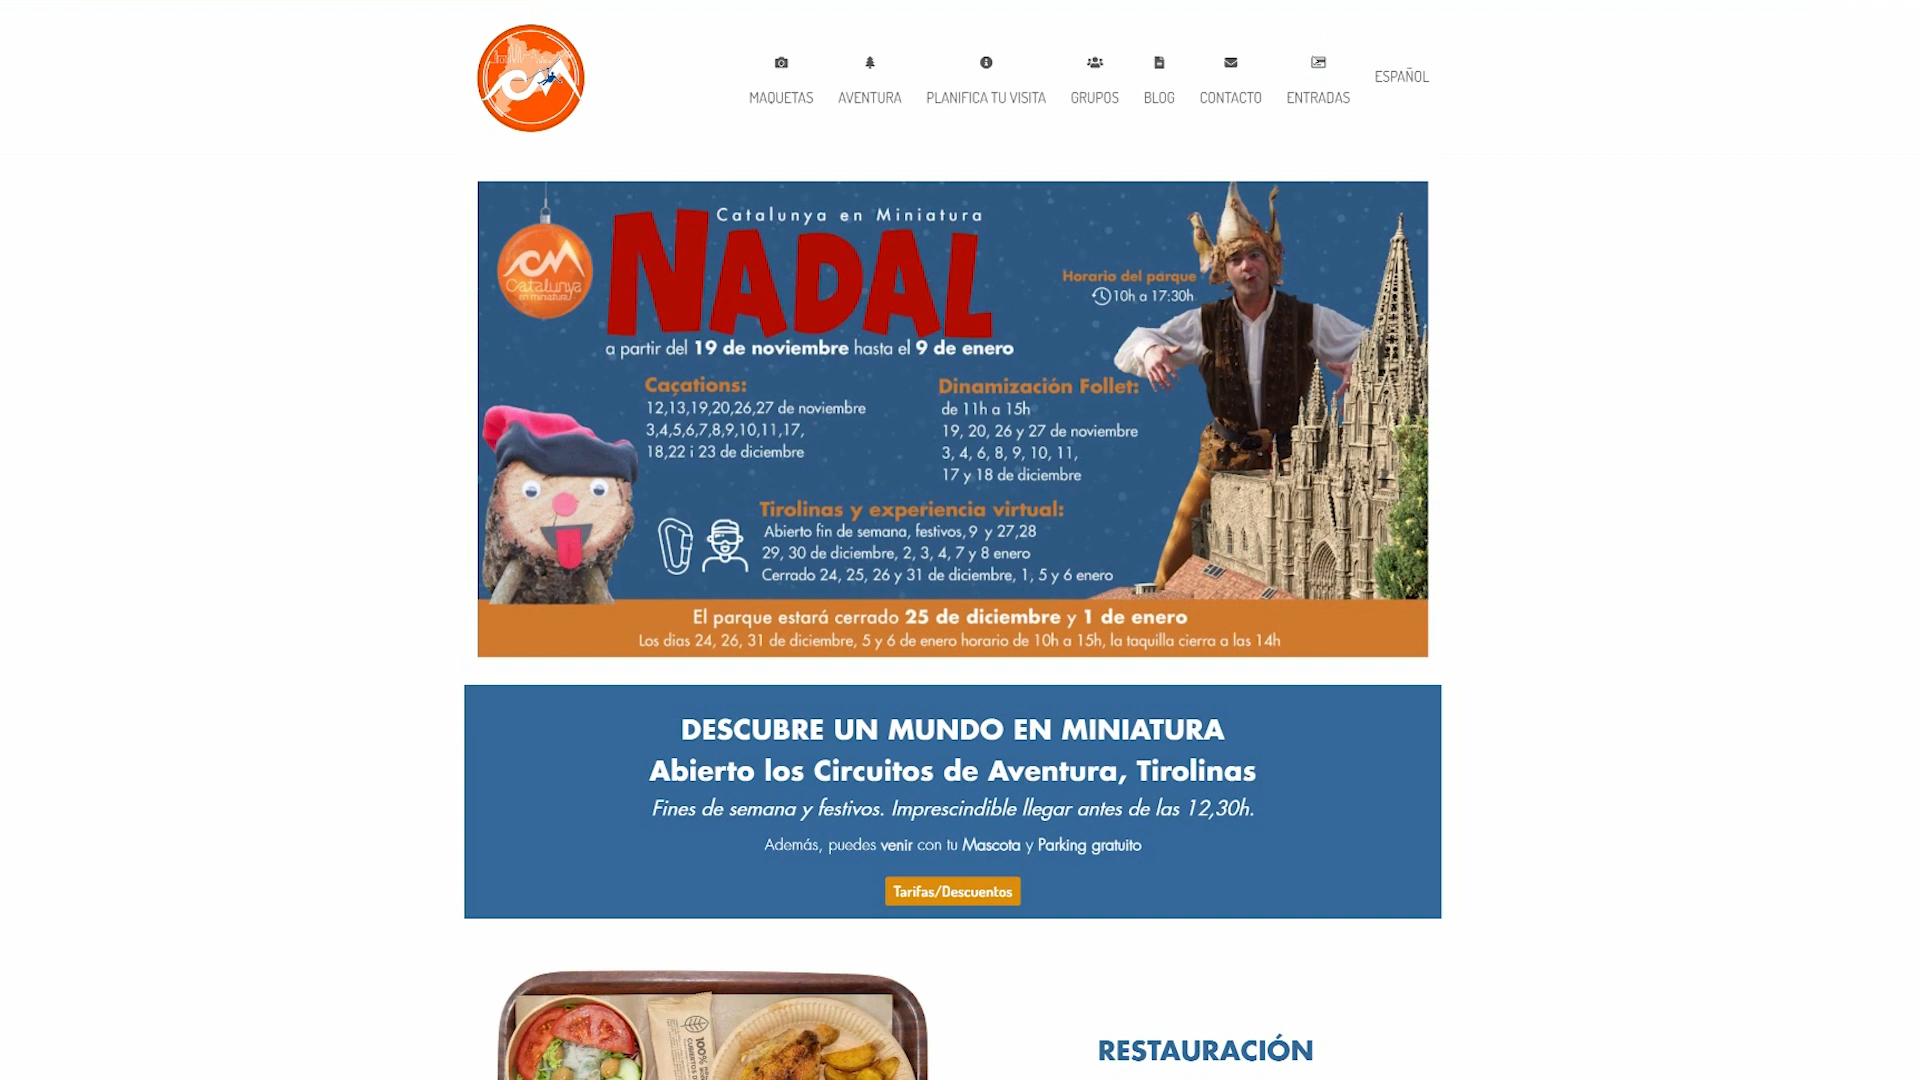 MAQUETAS
AVENTURA
PLANIFICA TU VISITA
GRUPOS
BLOG
CONTACTO
ENTRADAS
ESPAÑOL
Catalunya en Miniatura
NADAL
a partir del 19 de noviembre hasta el 9 de enero
CM
Catalunya
en miniatura
Horario del parque
10h a 17:30h
Caçations:
12,13,19,20,26,27 de noviembre
3,4,5,6,7,8,9,10,11,17,
18,22 i 23 de diciembre
Dinamización Follet:
de 11h a 15h
19, 20, 26 y 27 de noviembre
3, 4, 6, 8, 9, 10, 11,
17 y 18 de diciembre
Tirolinas y experiencia virtual:
Abierto fin de semana, festivos,9 y 27,28
29, 30 de diciembre, 2, 3, 4, 7 y 8 enero
Cerrado 24, 25, 26 y 31 de diciembre, 1, 5 y 6 enero
El parque estará cerrado 25 de diciembre y 1 de enero
Los dias 24, 26, 31 de diciembre, 5 y 6 de enero horario de 10h a 15h, la taquilla cierra a las 14h
DESCUBRE UN MUNDO EN MINIATURA
Abierto los Circuitos de Aventura, Tirolinas
Fines de semana y festivos. Imprescindible llegar antes de las 12,30h.
Además, puedes venir con tu Mascota y Parking gratuito
Tarifas/Descuentos
100%
RESTAURACIÓN